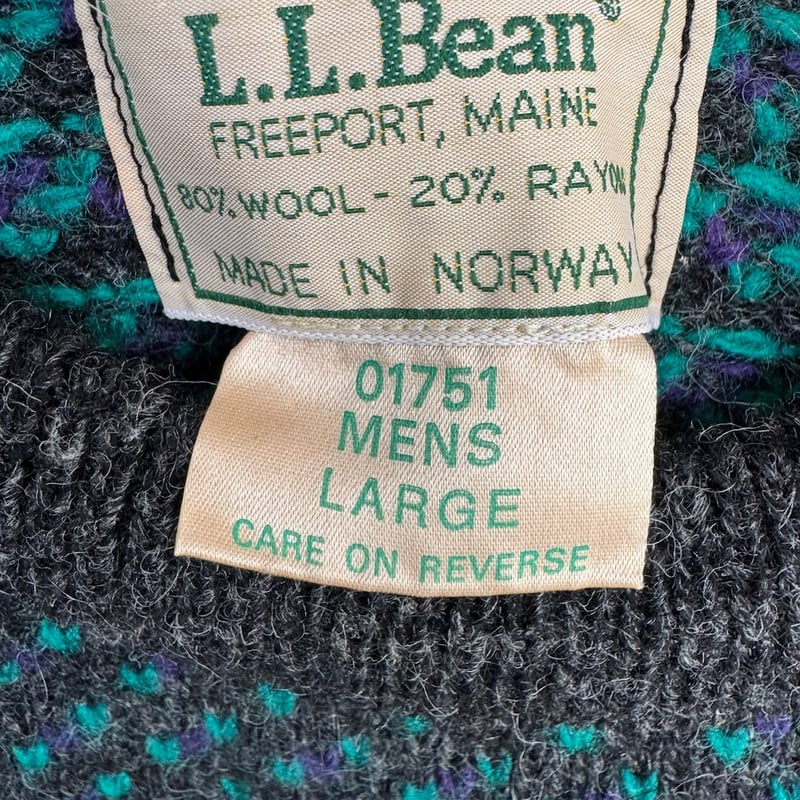 L.L.Bean®
FREEPORT, MAINE
80% WOOL - 20% RAYON
MADE IN NORWAY
01751
MENS
LARGE
CARE ON REVERSE